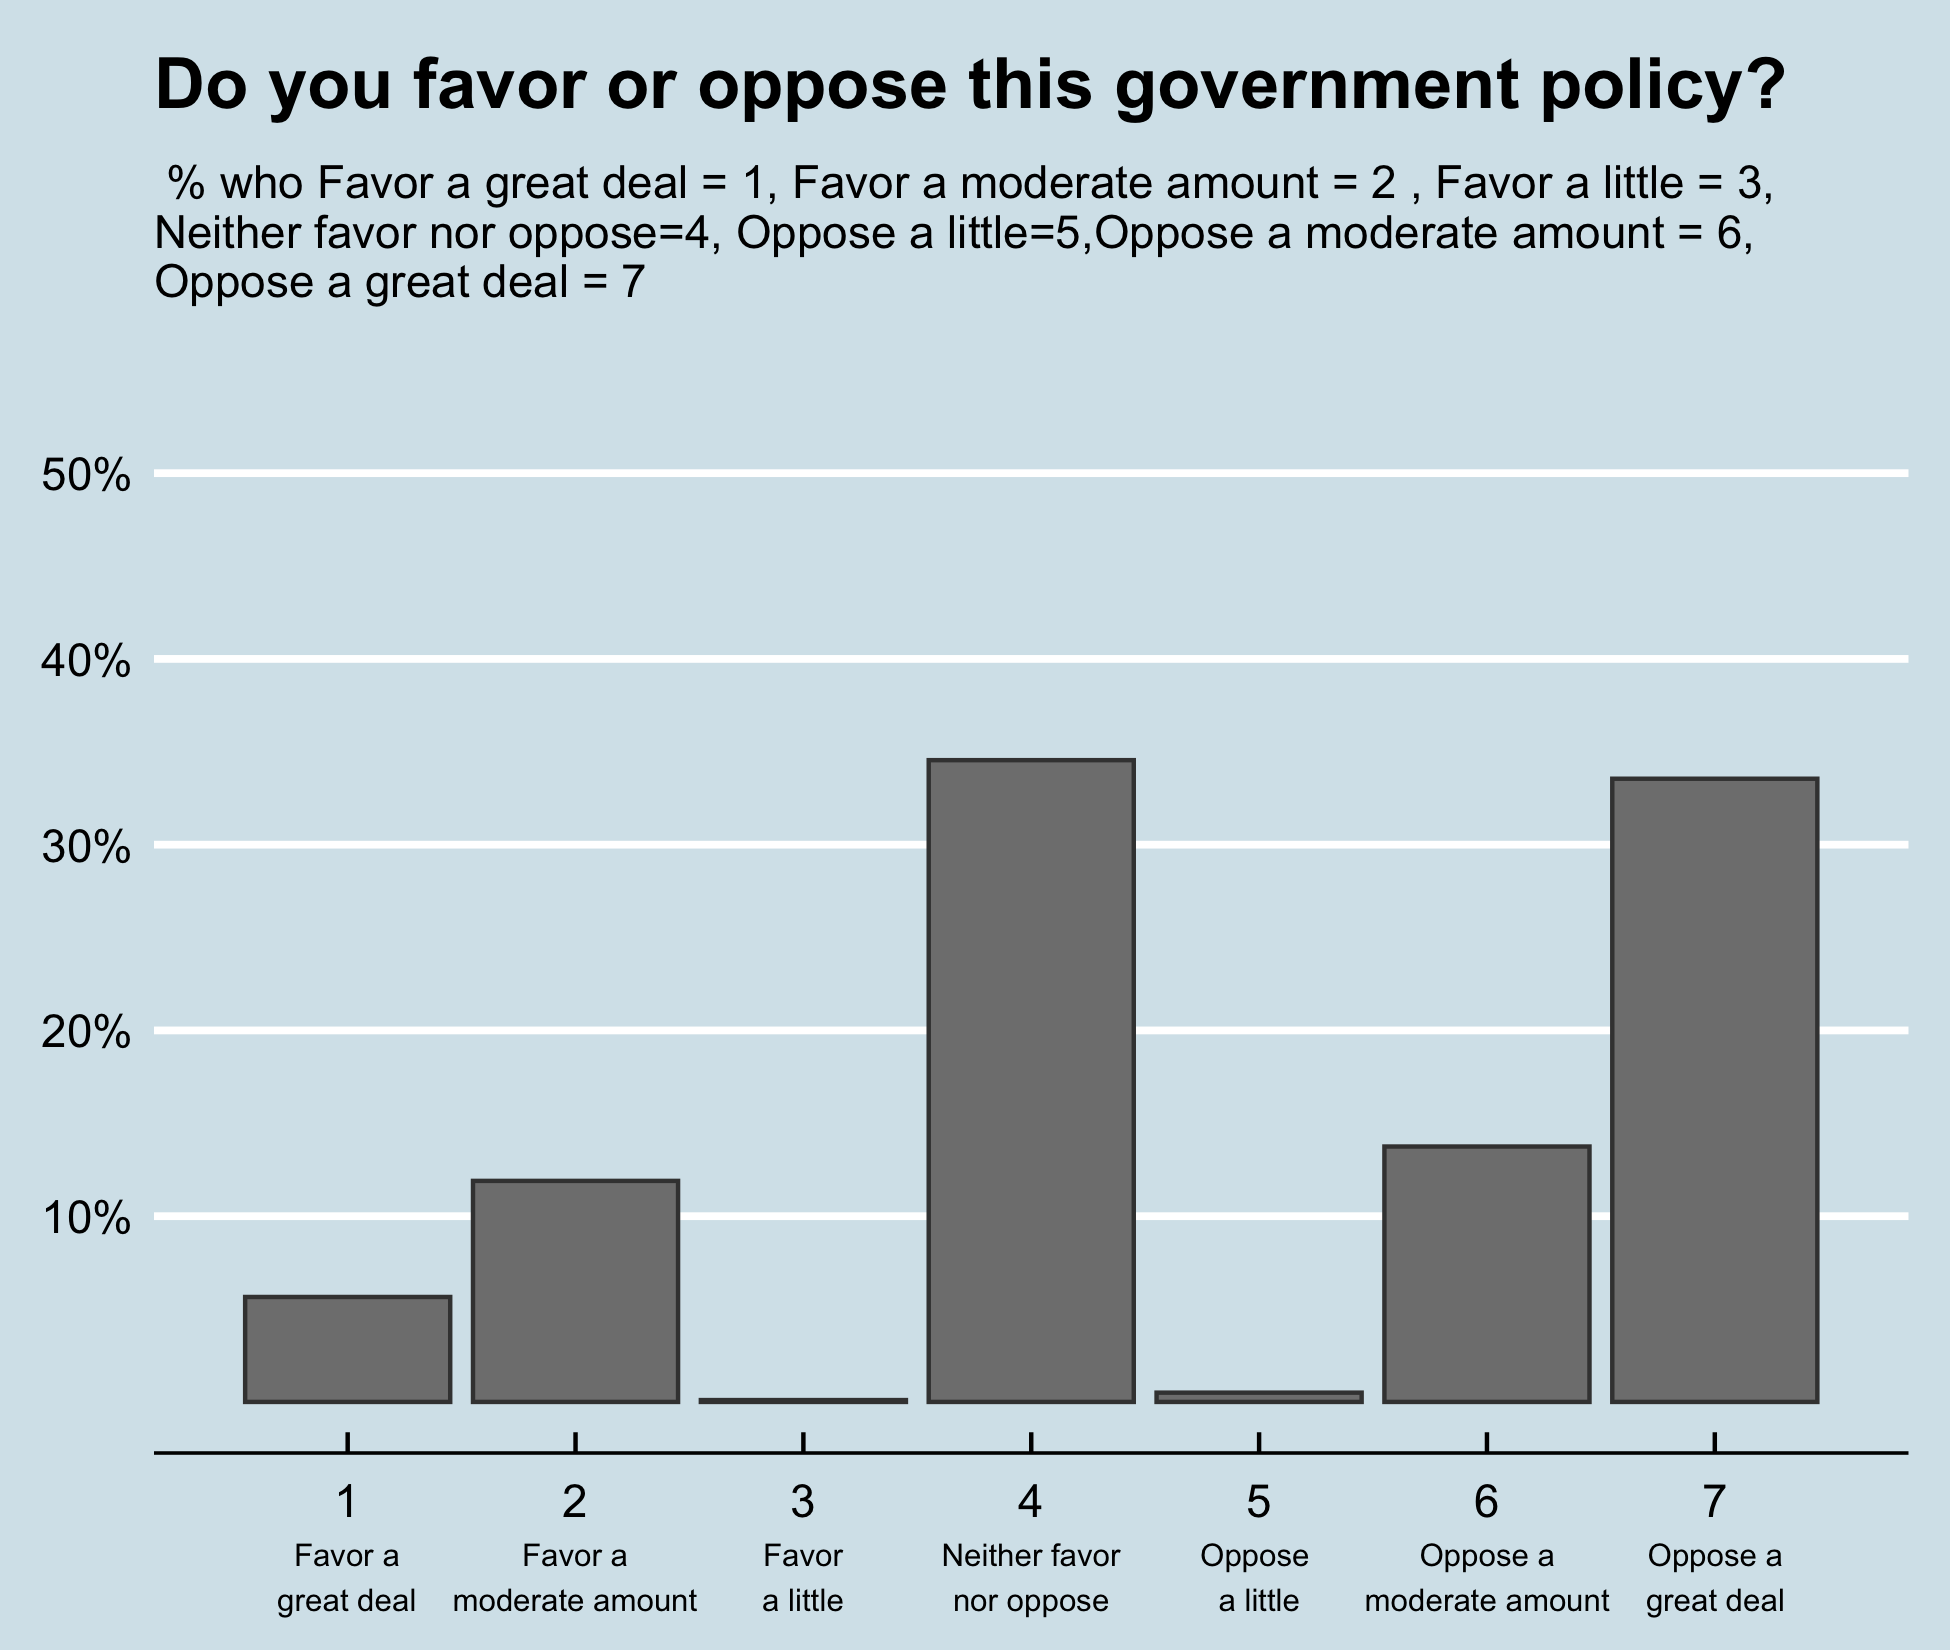 Do you favor or oppose this government policy?
% who Favor a great deal = 1, Favor a moderate amount = 2 , Favor a little = 3,
Neither favor nor oppose=4, Oppose a little=5,Oppose a moderate amount = 6,
Oppose a great deal = 7
50%
40%
30%
20%
10%
1 2 3 4 5 6 7
Favor a Favor a Favor Neither favor Oppose Oppose a Oppose a
great deal moderate amount a little nor oppose a little moderate amount great deal